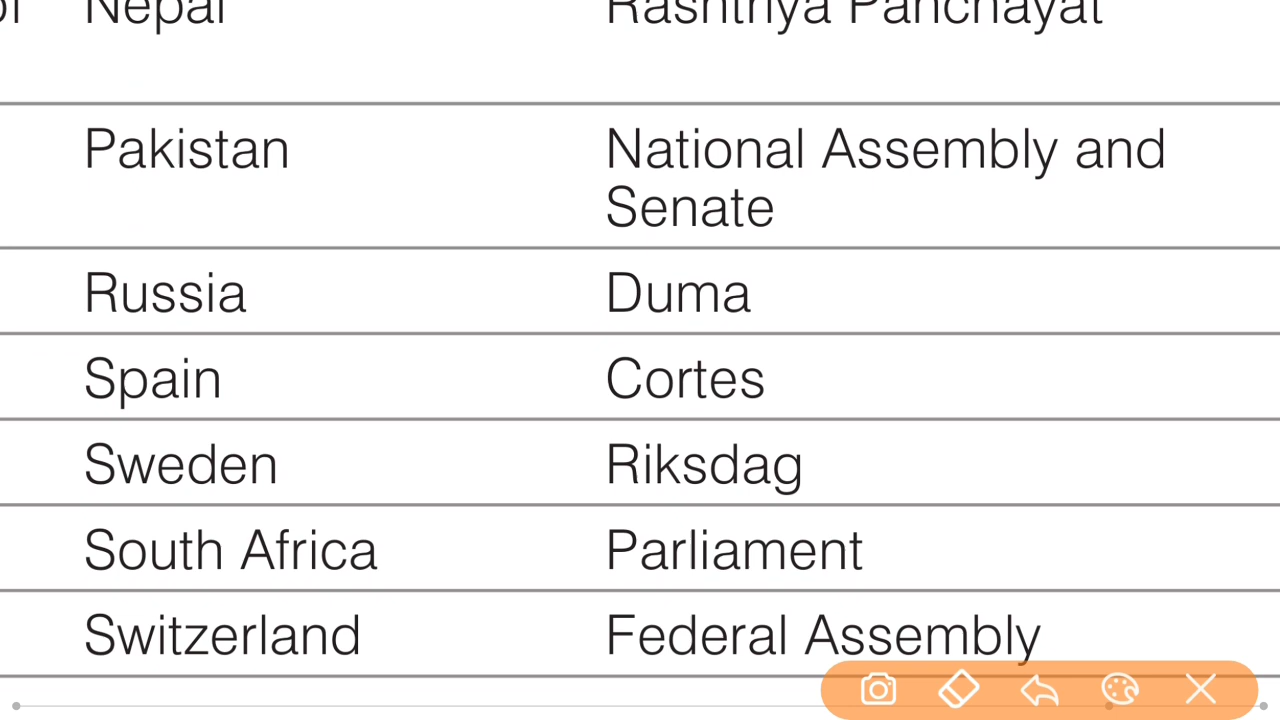 of Nepal Rashtriya Panchayat
Pakistan National Assembly and
Senate
Russia Duma
Spain Cortes
Sweden Riksdag
South Africa Parliament
Switzerland Federal Assembly